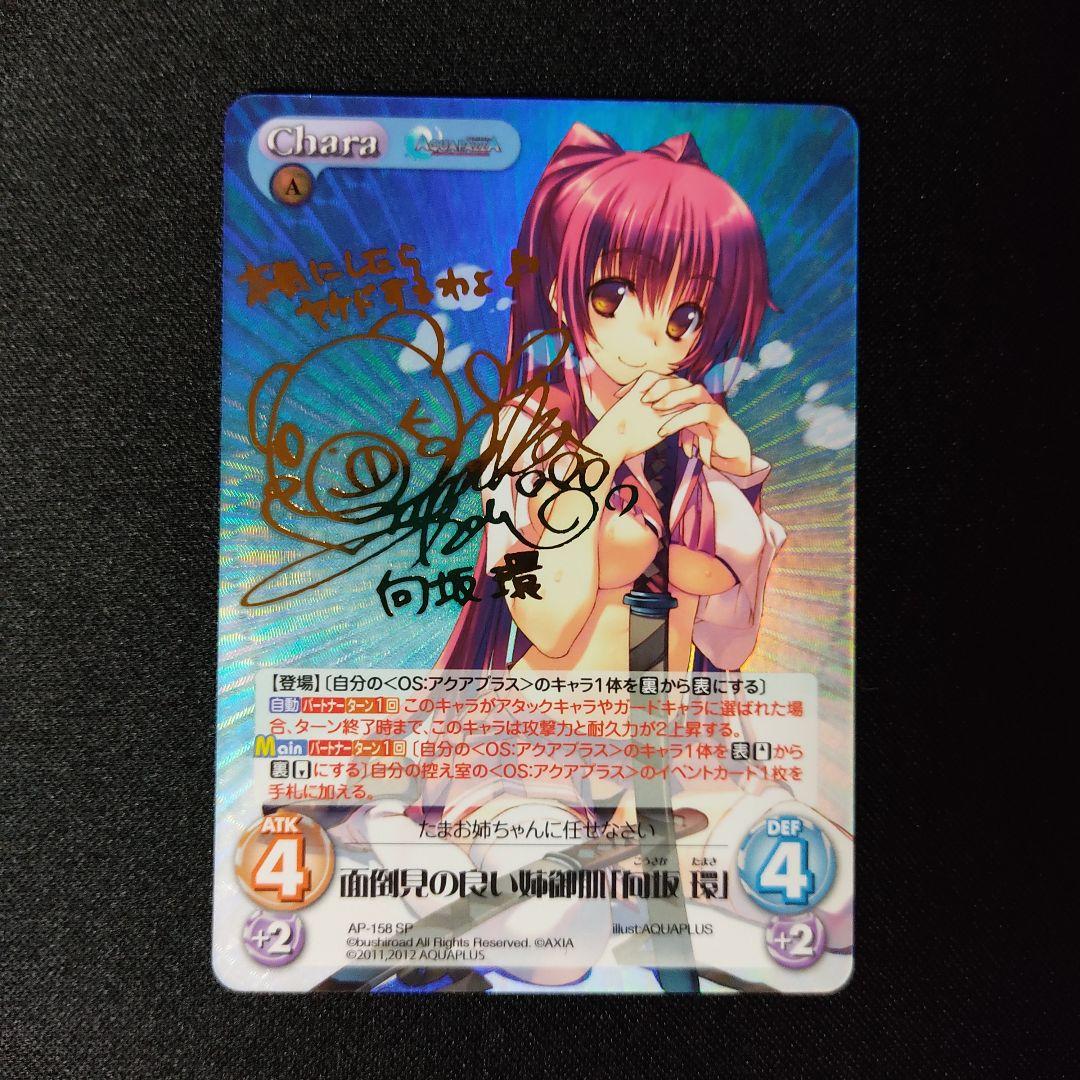 Chara
AQUAPAZZA
A
本気にしたら
ヤケドするわよ♪
向坂環
【登場】〔自分の<OS:アクアプラス>のキャラ1体を裏から表にする〕
自動 パートナー ターン1回 このキャラがアタックキャラやガードキャラに選ばれた場
合、ターン終了時まで、このキャラは攻撃力と耐久力が2上昇する。
Main パートナー ターン1回 〔自分の<OS:アクアプラス>のキャラ1体を表から
裏にする〕自分の控え室の<OS:アクアプラス>のイベントカード1枚を
手札に加える。
たまお姉ちゃんに任せなさい
ATK
4
+2
こうさか たまき
面倒見の良い姉御肌「向坂 環」
DEF
4
+2
AP-158 SP
illust:AQUAPLUS
©bushiroad All Rights Reserved. ©AXIA
©2011,2012 AQUAPLUS